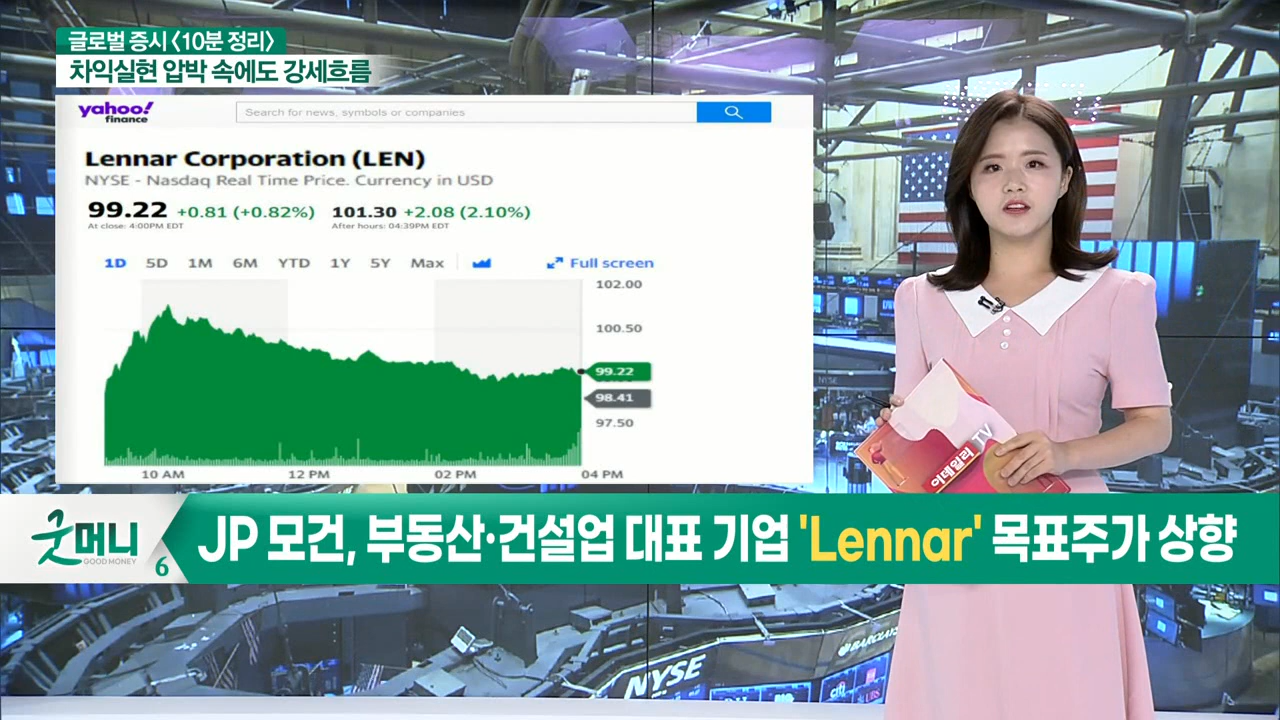 글로벌 증시 <10분 정리>
차익실현 압박 속에도 강세흐름
yahoo!
finance
Search for news, symbols or companies
Lennar Corporation (LEN)
NYSE - Nasdaq Real Time Price. Currency in USD
99.22 +0.81 (+0.82%) 101.30 +2.08 (2.10%)
At close: 4:00PM EDT After hours: 04:39PM EDT
1D 5D 1M 6M YTD 1Y 5Y Max Full screen
102.00
100.50
99.22
98.41
97.50
10 AM 12 PM 02 PM 04 PM
이데일리 TV
굿머니
GOOD MONEY
6
JP 모건, 부동산·건설업 대표 기업 'Lennar' 목표주가 상향
NYSE
BARCLAYS
citi
UBS